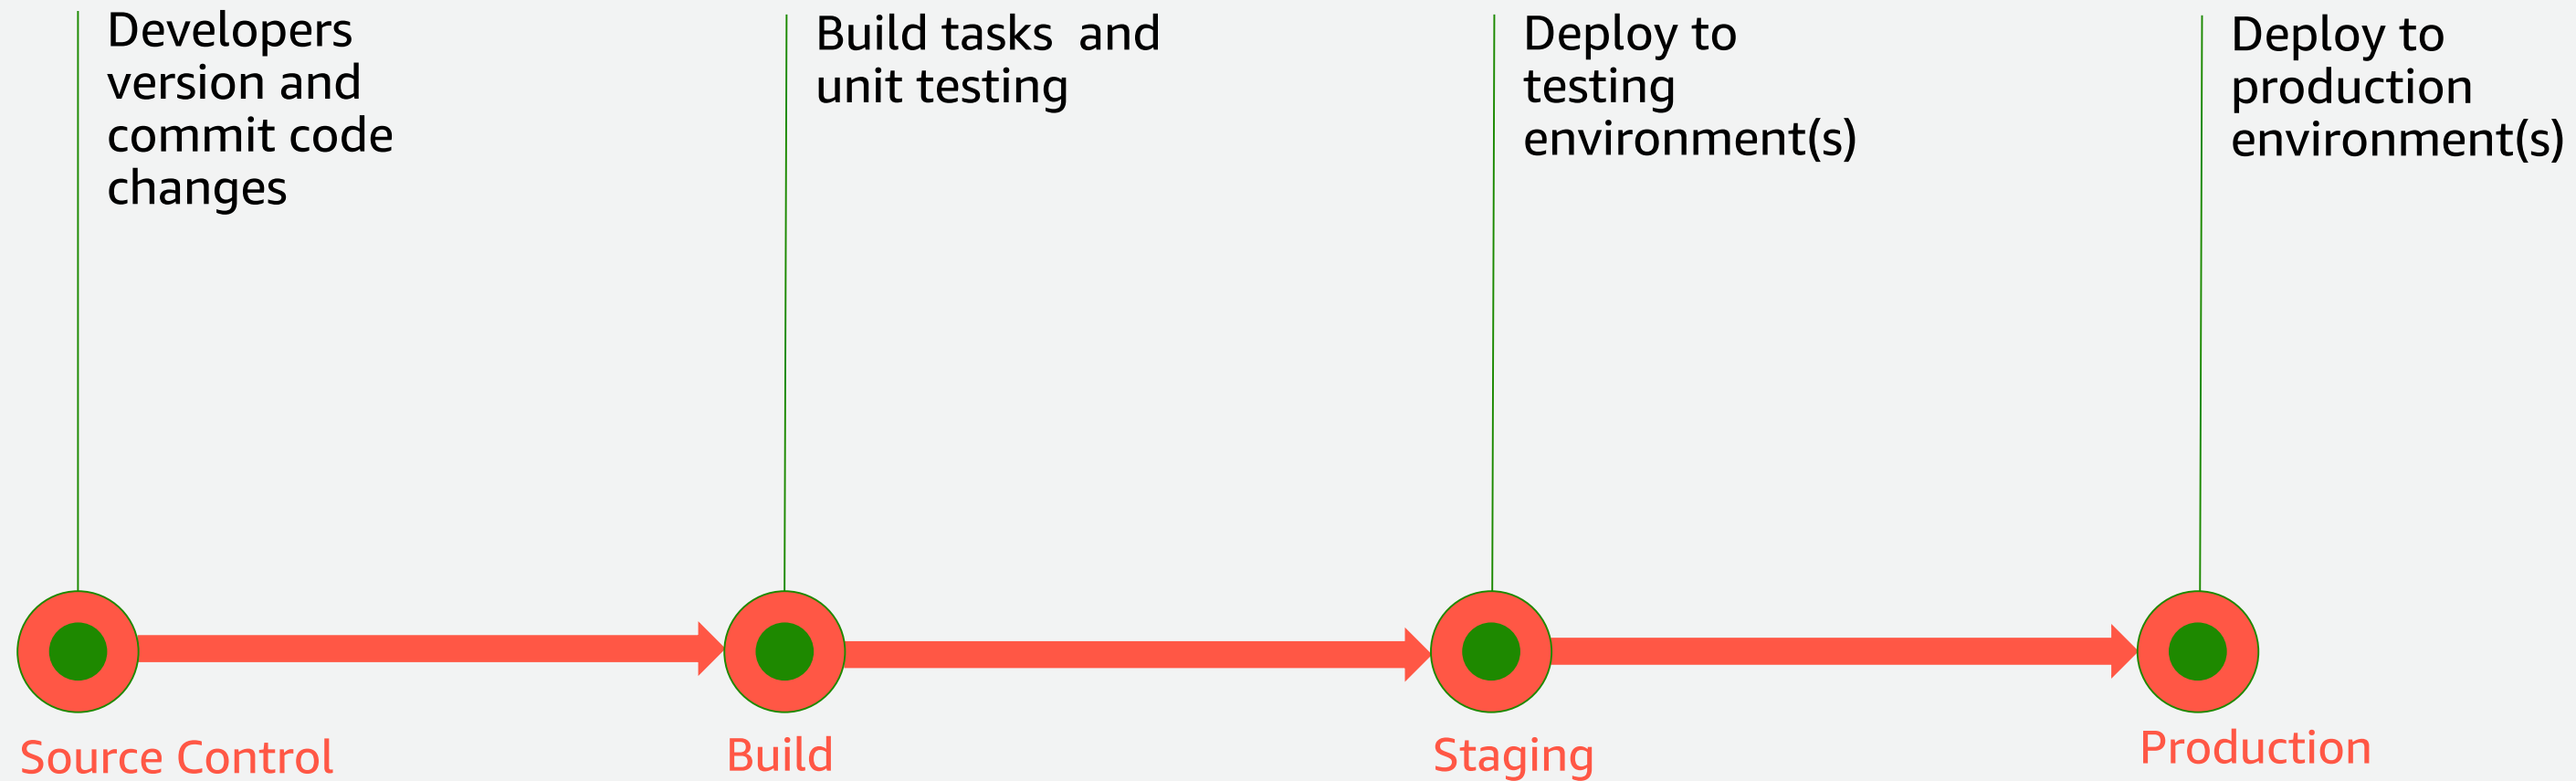 Developers
version and
commit code
changes
Build tasks  and
unit testing
Deploy to
testing
environment(s)
Deploy to
production
environment(s)
Source Control
Build
Staging
Production